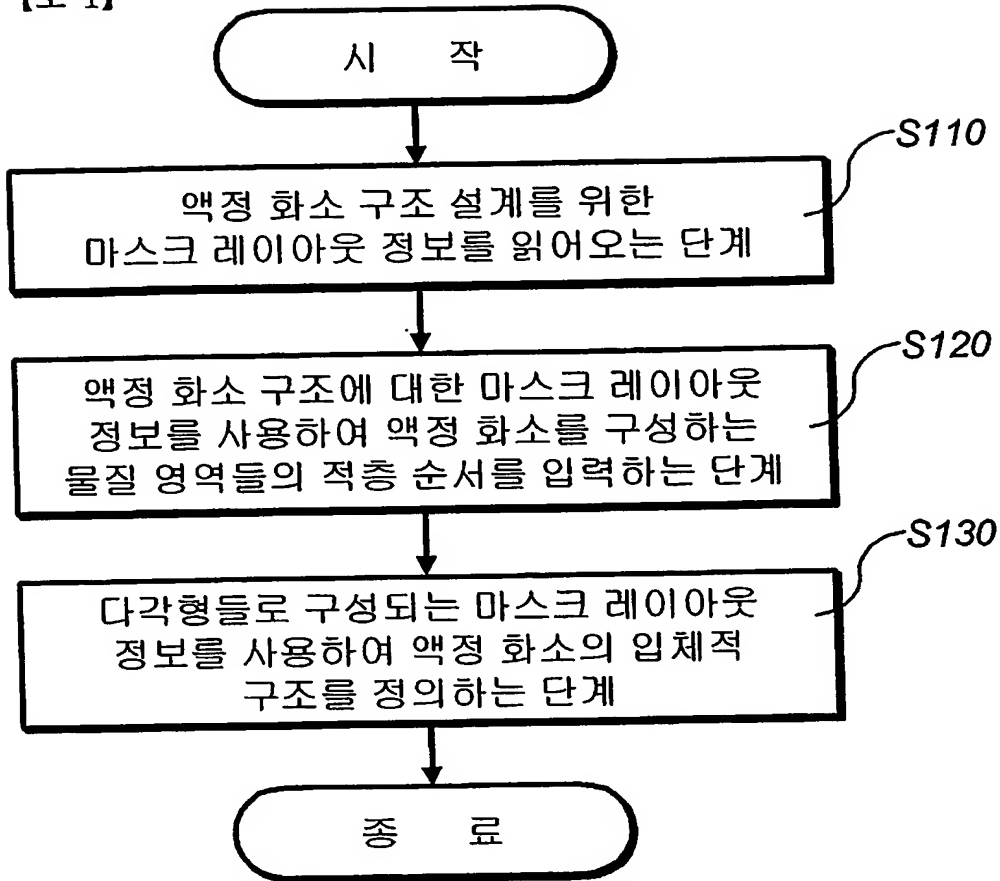 【도 1】
시 작
S110
액정 화소 구조 설계를 위한
마스크 레이아웃 정보를 읽어오는 단계
S120
액정 화소 구조에 대한 마스크 레이아웃
정보를 사용하여 액정 화소를 구성하는
물질 영역들의 적층 순서를 입력하는 단계
S130
다각형들로 구성되는 마스크 레이아웃
정보를 사용하여 액정 화소의 입체적
구조를 정의하는 단계
종 료